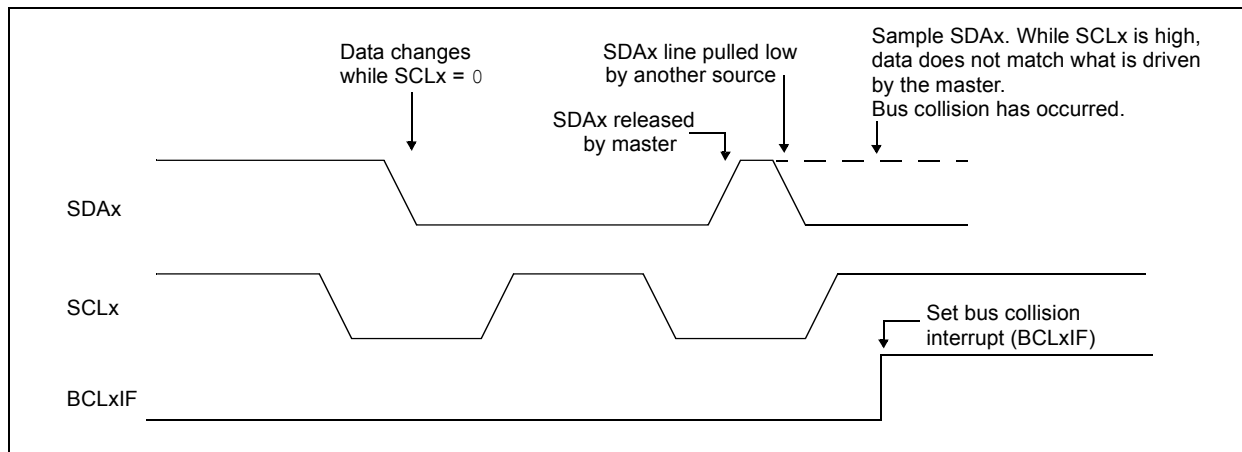 Data changes
while SCLx = 0
SDAx line pulled low
by another source
Sample SDAx. While SCLx is high,
data does not match what is driven
by the master.
Bus collision has occurred.
SDAx released
by master
SDAx
SCLx
Set bus collision
interrupt (BCLxIF)
BCLxIF